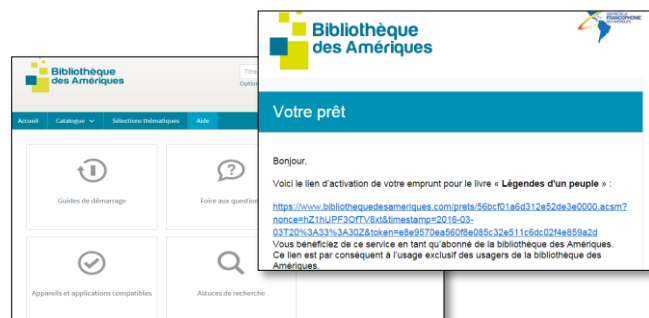 Bibliothèque
des Amériques
Accueil
Catalogue
Sélections thématiques
Aide
Guides de démarrage
Foire aux question
Appareils et applications compatibles
Astuces de recherche
Bibliothèque
des Amériques
FRANCOPHONIE
DES AMÉRIQUES
Votre prêt
Bonjour,
Voici le lien d'activation de votre emprunt pour le livre « Légendes d'un peuple » :
https://www.bibliothequedesameriques.com/prets/56bcf01a6d312e52de3e0000.acsm?
nonce=hZ1hUPF3OfTV8xt&timestamp=2016-03-
03T20%3A33%3A30Z&token=e8e9570ea560f8e085c32e511c6dc02f4e859a2d
Vous bénéficiez de ce service en tant qu'abonné de la bibliothèque des Amériques.
Ce lien est par conséquent à l'usage exclusif des usagers de la bibliothèque des
Amériques.